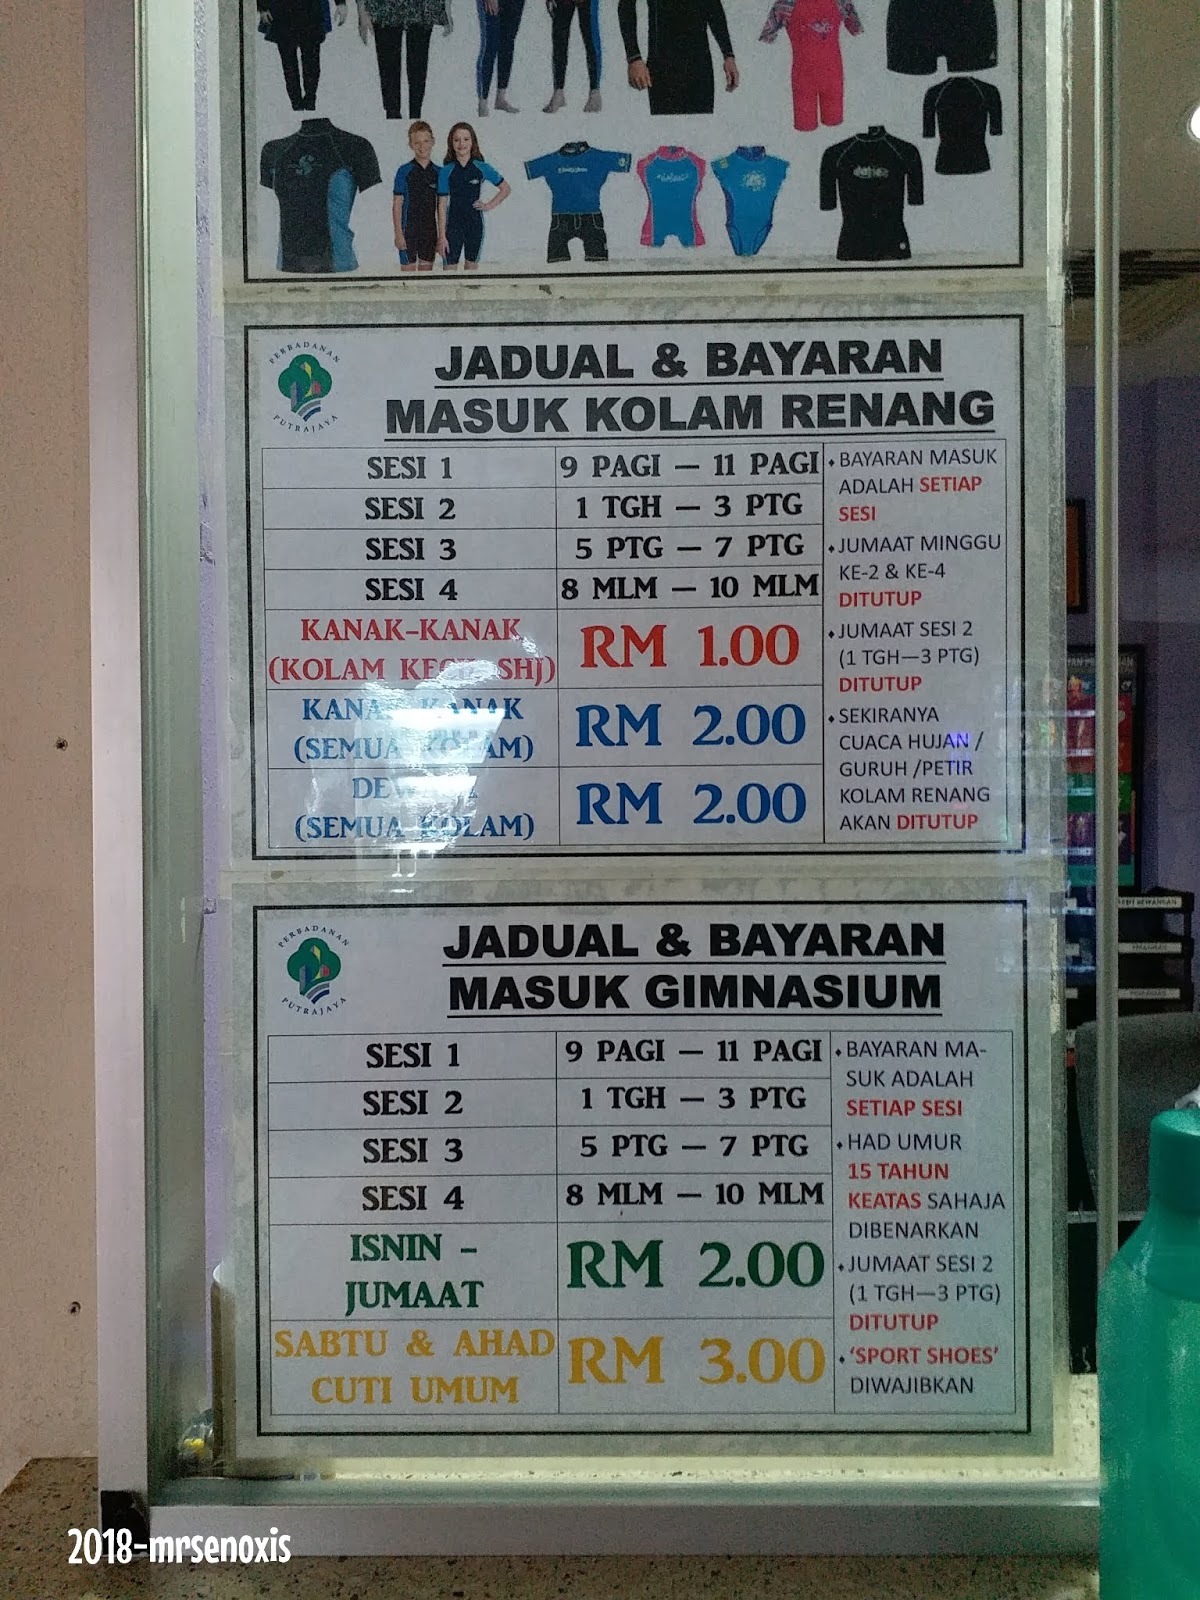 PERBADANAN
PUTRAJAYA
JADUAL & BAYARAN
MASUK KOLAM RENANG
SESI 1 9 PAGI — 11 PAGI
SESI 2 1 TGH — 3 PTG
SESI 3 5 PTG — 7 PTG
SESI 4 8 MLM — 10 MLM
KANAK-KANAK
(KOLAM SHJ)
RM 1.00
KANAK-KANAK
(SEMUA KOLAM)
RM 2.00
(SEMUA KOLAM)
RM 2.00
BAYARAN MASUK
ADALAH SETIAP
SESI
JUMAAT MINGGU
KE-2 & KE-4
DITUTUP
JUMAAT SESI 2
(1 TGH—3 PTG)
DITUTUP
SEKIRANYA
CUACA HUJAN /
GURUH /PETIR
KOLAM RENANG
AKAN DITUTUP
PERBADANAN
PUTRAJAYA
JADUAL & BAYARAN
MASUK GIMNASIUM
SESI 1 9 PAGI — 11 PAGI
SESI 2 1 TGH — 3 PTG
SESI 3 5 PTG — 7 PTG
SESI 4 8 MLM — 10 MLM
ISNIN -
JUMAAT
RM 2.00
SABTU & AHAD
CUTI UMUM
RM 3.00
BAYARAN MA-
SUK ADALAH
SETIAP SESI
HAD UMUR
15 TAHUN
KEATAS SAHAJA
DIBENARKAN
JUMAAT SESI 2
(1 TGH—3 PTG)
DITUTUP
'SPORT SHOES'
DIWAJIBKAN
2018-mrsenoxis